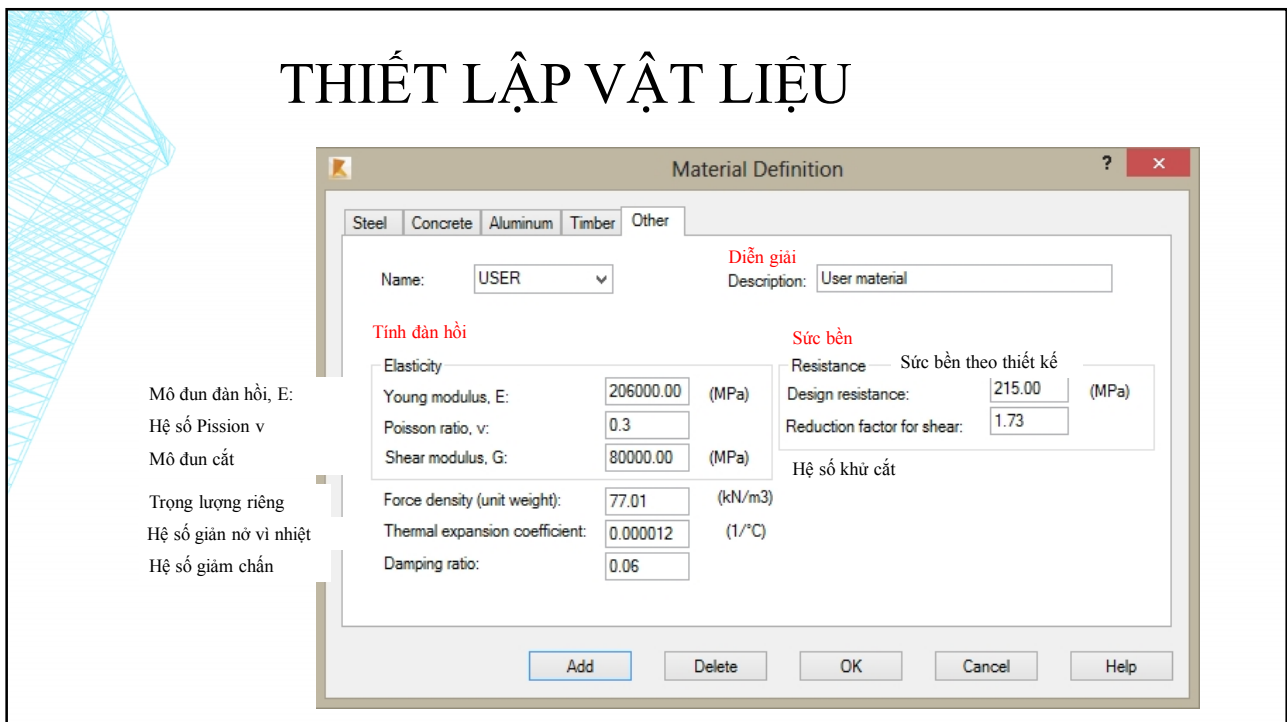 THIẾT LẬP VẬT LIỆU
Material Definition
? ×
Steel Concrete Aluminum Timber Other
Diễn giải
Name: USER Description: User material
Tính đàn hồi Sức bền
Elasticity Resistance Sức bền theo thiết kế
Mô đun đàn hồi, E: Young modulus, E: 206000.00 (MPa) Design resistance: 215.00 (MPa)
Hệ số Pission v Poisson ratio, v: 0.3 Reduction factor for shear: 1.73
Mô đun cắt Shear modulus, G: 80000.00 (MPa) Hệ số khử cắt
Trọng lượng riêng Force density (unit weight): 77.01 (kN/m3)
Hệ số giản nở vì nhiệt Thermal expansion coefficient: 0.000012 (1/°C)
Hệ số giảm chấn Damping ratio: 0.06
Add Delete OK Cancel Help